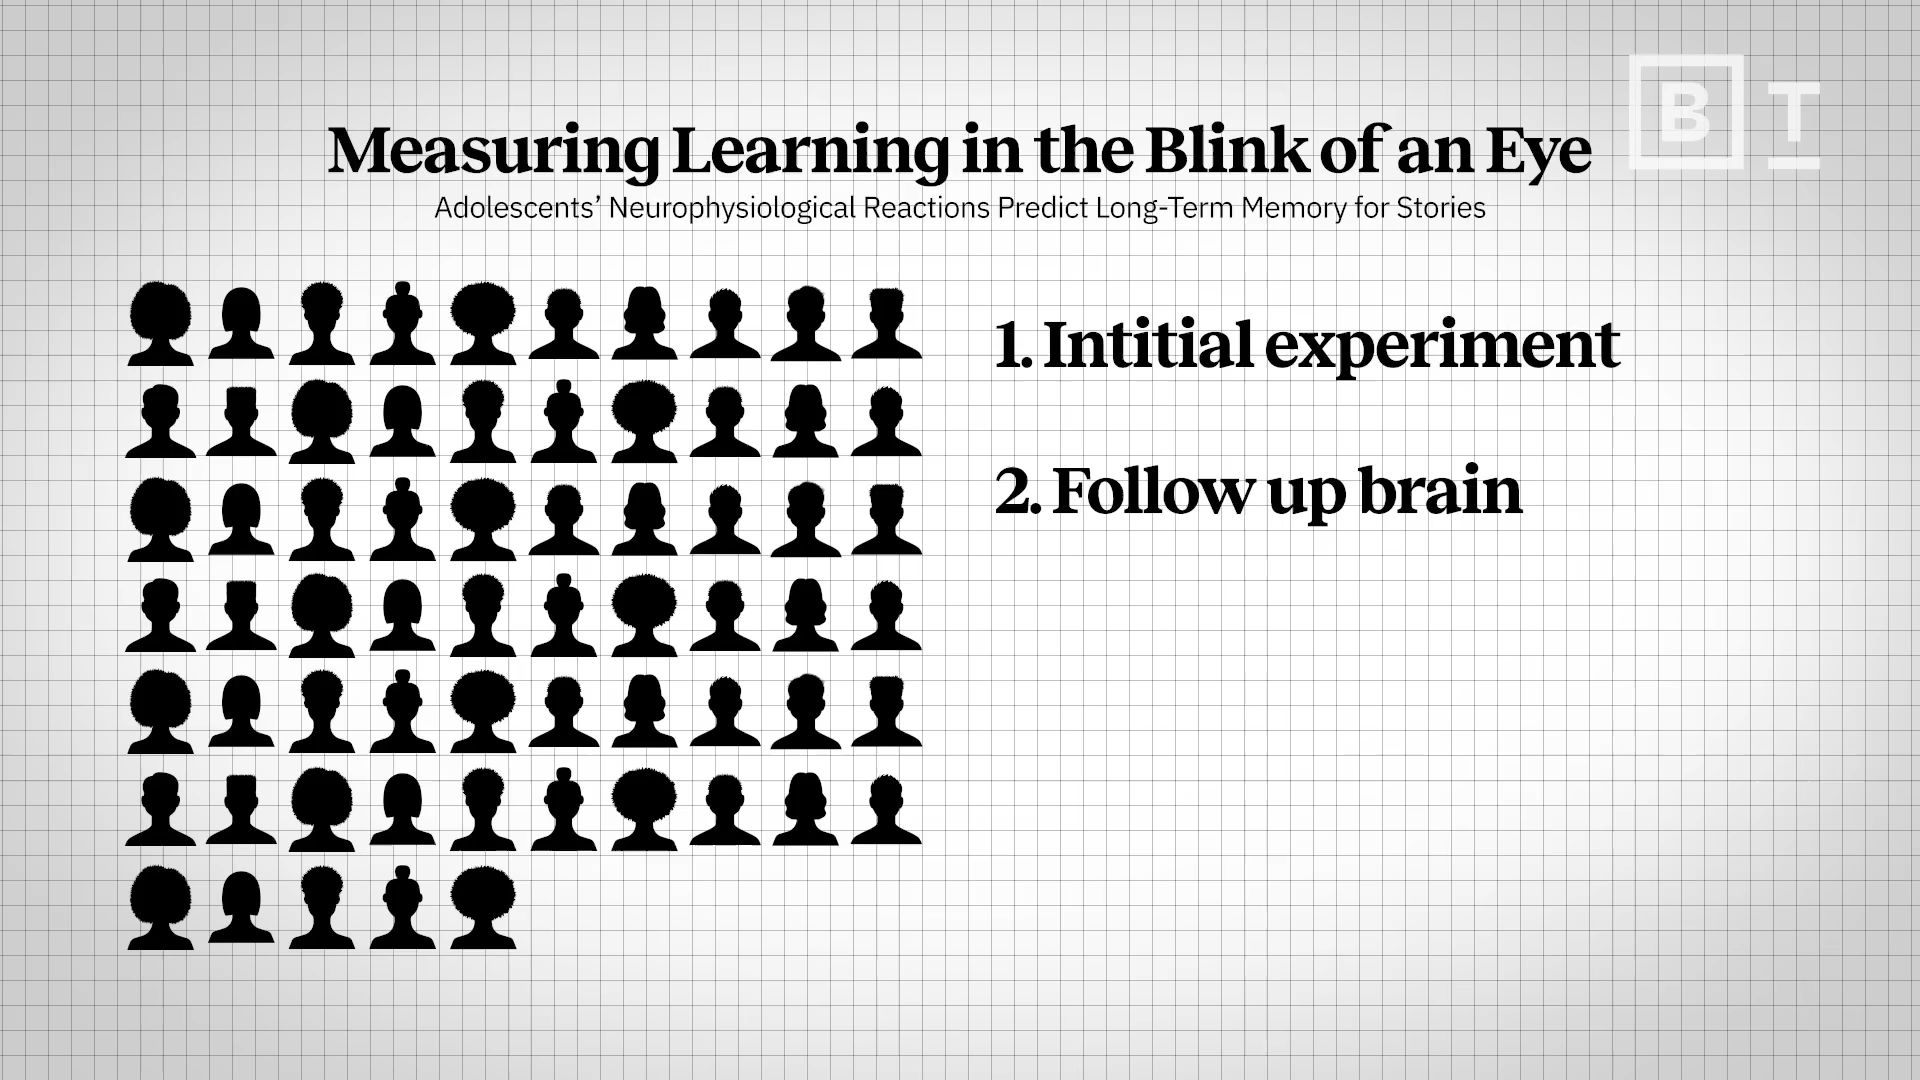 B T
Measuring Learning in the Blink of an Eye
Adolescents’ Neurophysiological Reactions Predict Long-Term Memory for Stories
1. Intitial experiment
2. Follow up brain